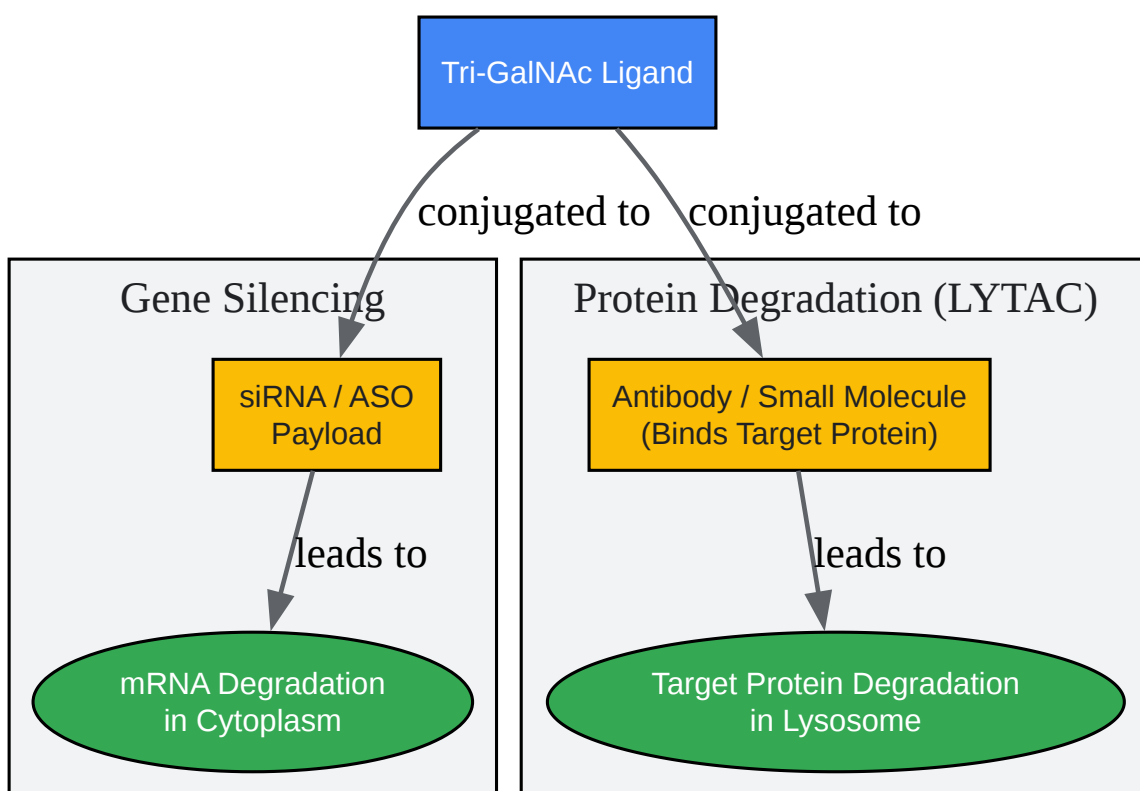 Tri-GalNAc Ligand
conjugated to
conjugated to
Gene Silencing
Protein Degradation (LYTAC)
siRNA / ASO
Payload
Antibody / Small Molecule
(Binds Target Protein)
leads to
leads to
mRNA Degradation
in Cytoplasm
Target Protein Degradation
in Lysosome